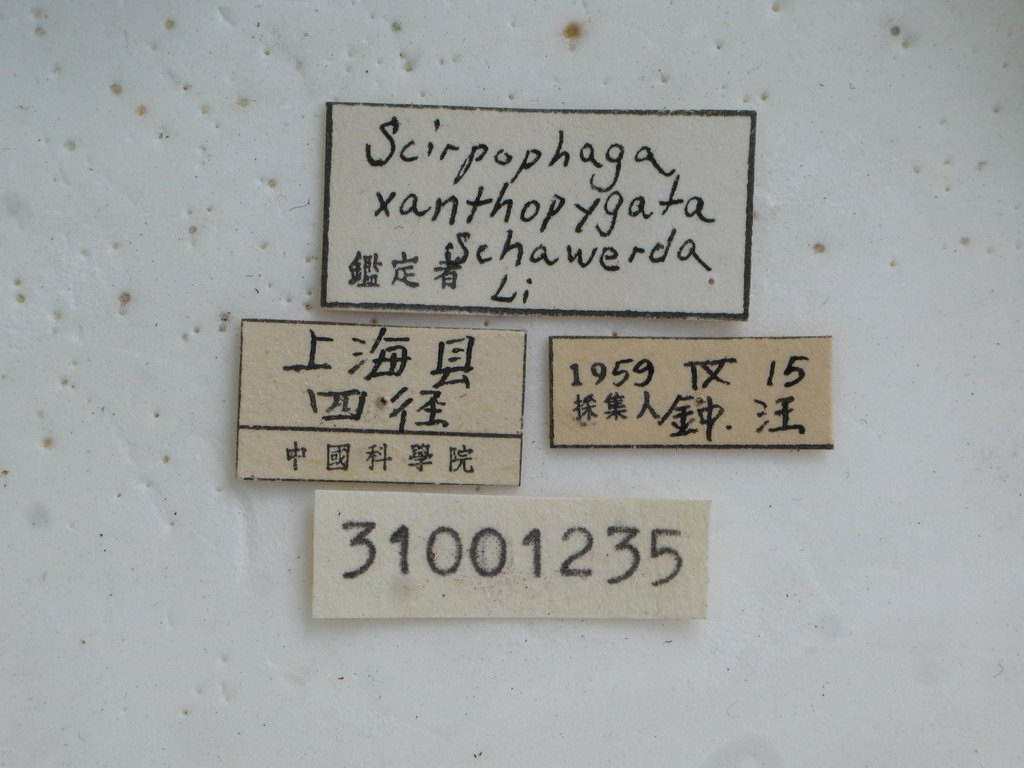 Scirpophaga
xanthopygata
Schawerda
鑑定者 Li
上海县
四径
中國科學院
1959 IX 15
採集人 鈡.汪
31001235